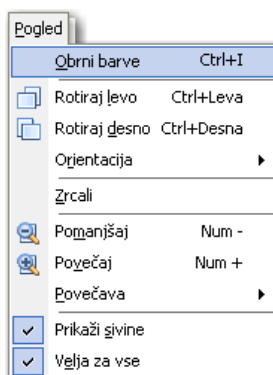 Pogled
Obrni barve Ctrl+I
Rotiraj levo Ctrl+Leva
Rotiraj desno Ctrl+Desna
Orientacija
Zrcali
Pomanjšaj Num -
Povečaj Num +
Povečava
Prikaži sivine
Velja za vse